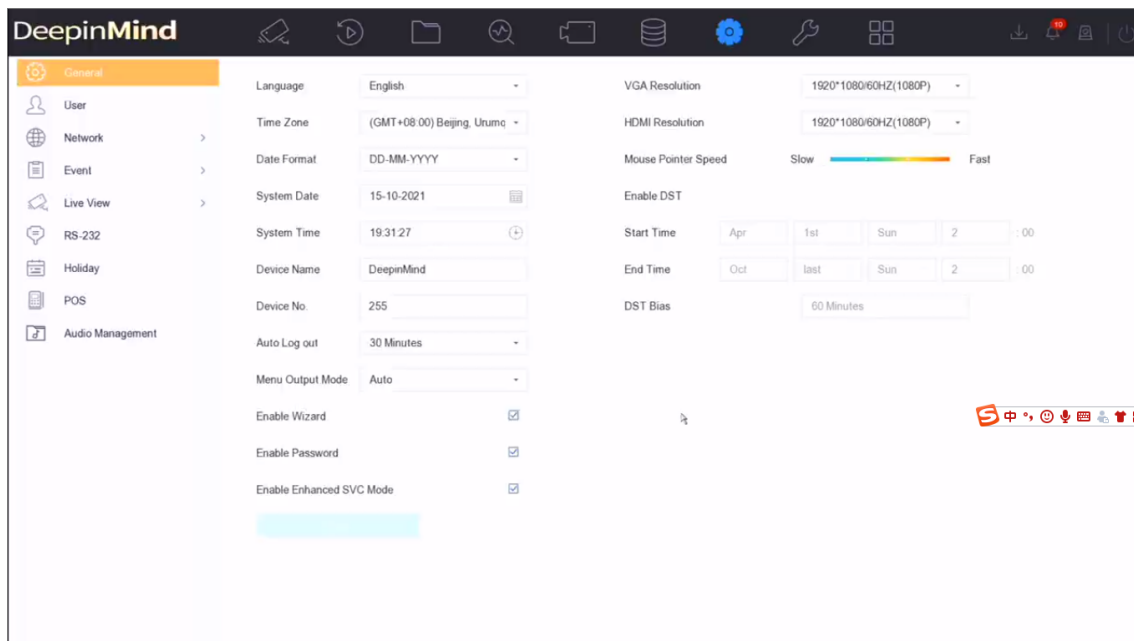 DeepinMind
10
General
User
Network
Event
Live View
RS-232
Holiday
POS
Audio Management
Language English
Time Zone (GMT+08:00) Beijing, Urumq
Date Format DD-MM-YYYY
System Date 15-10-2021
System Time 19:31:27
Device Name DeepinMind
Device No. 255
Auto Log out 30 Minutes
Menu Output Mode Auto
Enable Wizard
Enable Password
Enable Enhanced SVC Mode
VGA Resolution 1920*1080/60HZ(1080P)
HDMI Resolution 1920*1080/60HZ(1080P)
Mouse Pointer Speed Slow Fast
Enable DST
Start Time Apr 1st Sun 2 : 00
End Time Oct last Sun 2 : 00
DST Bias 60 Minutes
S 中